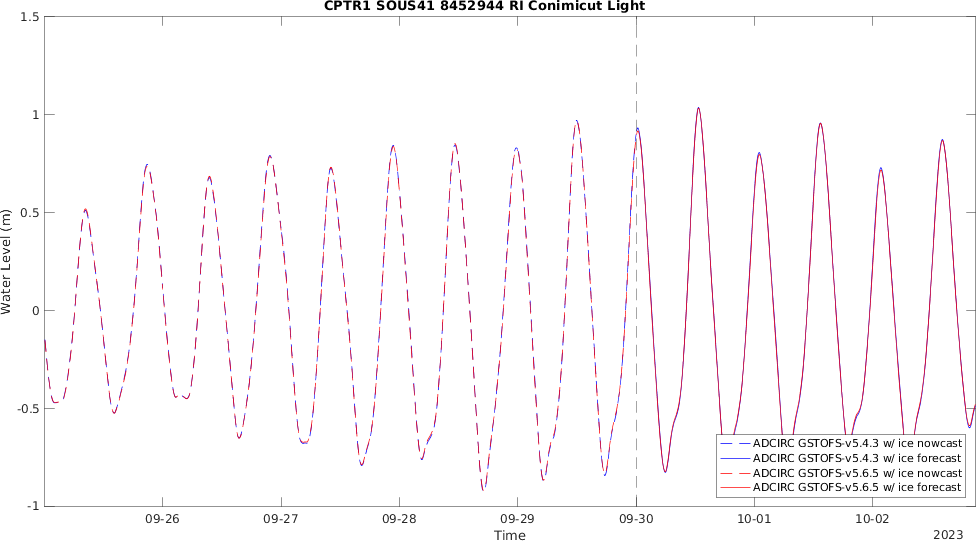 CPTR1 SOUS41 8452944 RI Conimicut Light
1.5
1
0.5
0
-0.5
-1
Water Level (m)
09-26 09-27 09-28 09-29 09-30 10-01 10-02
Time
2023
ADCIRC GSTOFS-v5.4.3 w/ ice nowcast
ADCIRC GSTOFS-v5.4.3 w/ ice forecast
ADCIRC GSTOFS-v5.6.5 w/ ice nowcast
ADCIRC GSTOFS-v5.6.5 w/ ice forecast